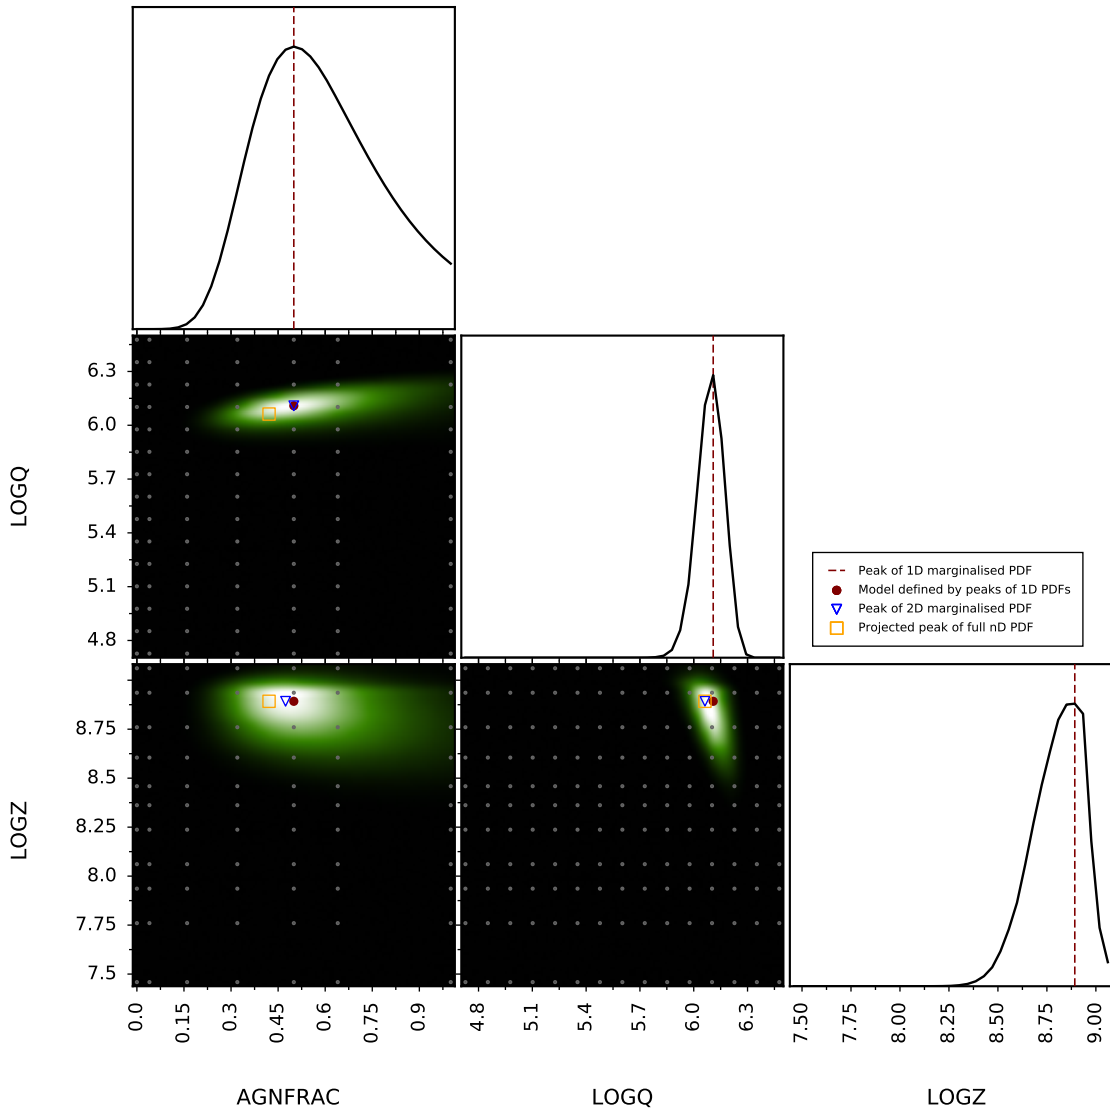 6.3
6.0
5.7
5.4
5.1
4.8
LOGQ
Peak of 1D marginalised PDF
Model defined by peaks of 1D PDFs
Peak of 2D marginalised PDF
Projected peak of full nD PDF
8.75
8.5
8.25
8.0
7.75
7.5
LOGZ
0.0 0.15 0.3 0.45 0.6 0.75 0.9
4.8 5.1 5.4 5.7 6.0 6.3
7.50 7.75 8.00 8.25 8.50 8.75 9.00
AGNFRAC
LOGQ
LOGZ